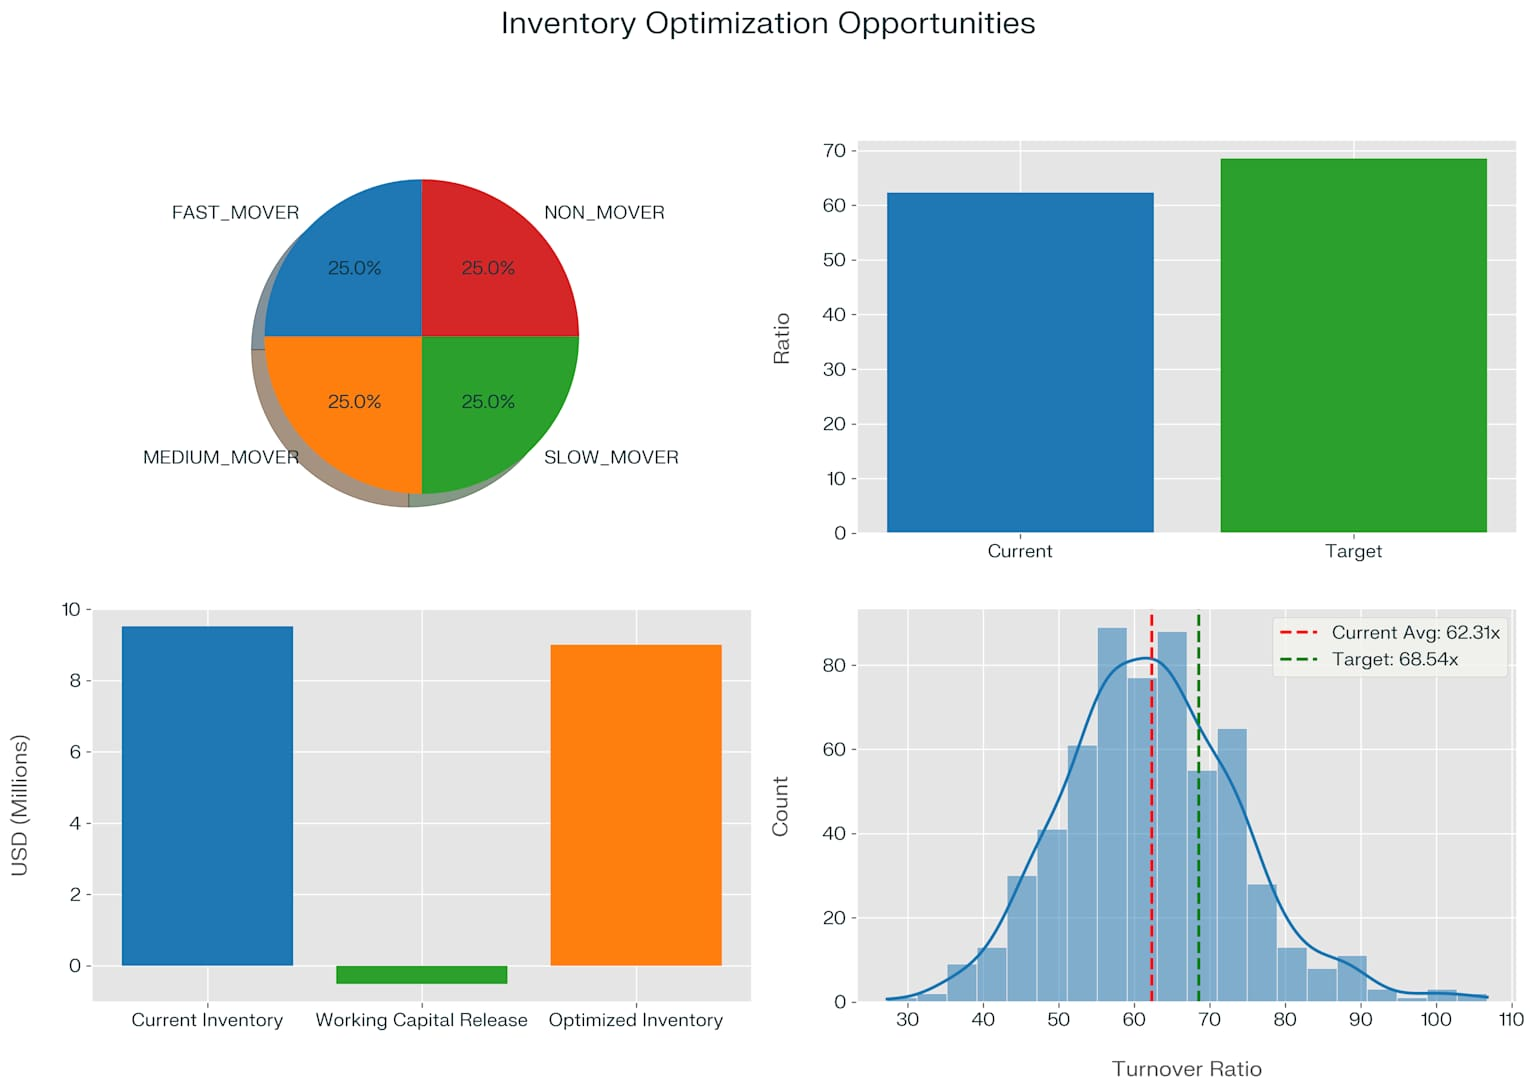 Inventory Optimization Opportunities
FAST_MOVER
NON_MOVER
25.0%
25.0%
25.0%
25.0%
MEDIUM_MOVER
SLOW_MOVER
70
60
50
40
30
20
10
0
Ratio
Current
Target
10
8
6
4
2
0
USD (Millions)
Current Inventory
Working Capital Release
Optimized Inventory
Current Avg: 62.31x
Target: 68.54x
80
60
40
20
0
Count
30
40
50
60
70
80
90
100
110
Turnover Ratio